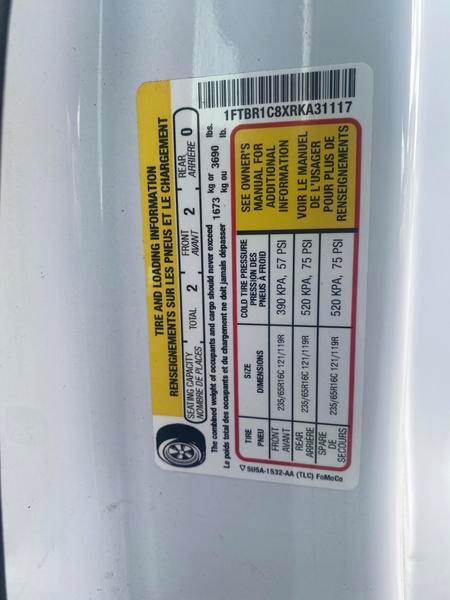 1FTBR1C8XRKA31117
TIRE AND LOADING INFORMATION
RENSEIGNEMENTS SUR LES PNEUS ET LE CHARGEMENT
SEATING CAPACITY TOTAL 2 FRONT 2 REAR 0
NOMBRE DE PLACES AVANT ARRIÈRE
The combined weight of occupants and cargo should never exceed 1673 kg or 3690 lbs.
Le poids total des occupants et du chargement ne doit jamais dépasser kg ou lb.
TIRE SIZE COLD TIRE PRESSURE
PNEU DIMENSIONS PRESSION DES
PNEUS À FROID
FRONT 235/65R16C 121/119R 390 KPA, 57 PSI
AVANT
REAR 235/65R16C 121/119R 520 KPA, 75 PSI
ARRIÈRE
SPARE 235/65R16C 121/119R 520 KPA, 75 PSI
DE
SECOURS
SEE OWNER'S
MANUAL FOR
ADDITIONAL
INFORMATION
VOIR LE MANUEL
DE L'USAGER
POUR PLUS DE
RENSEIGNEMENTS
5U5A-1532-AA (TLC) FoMoCo